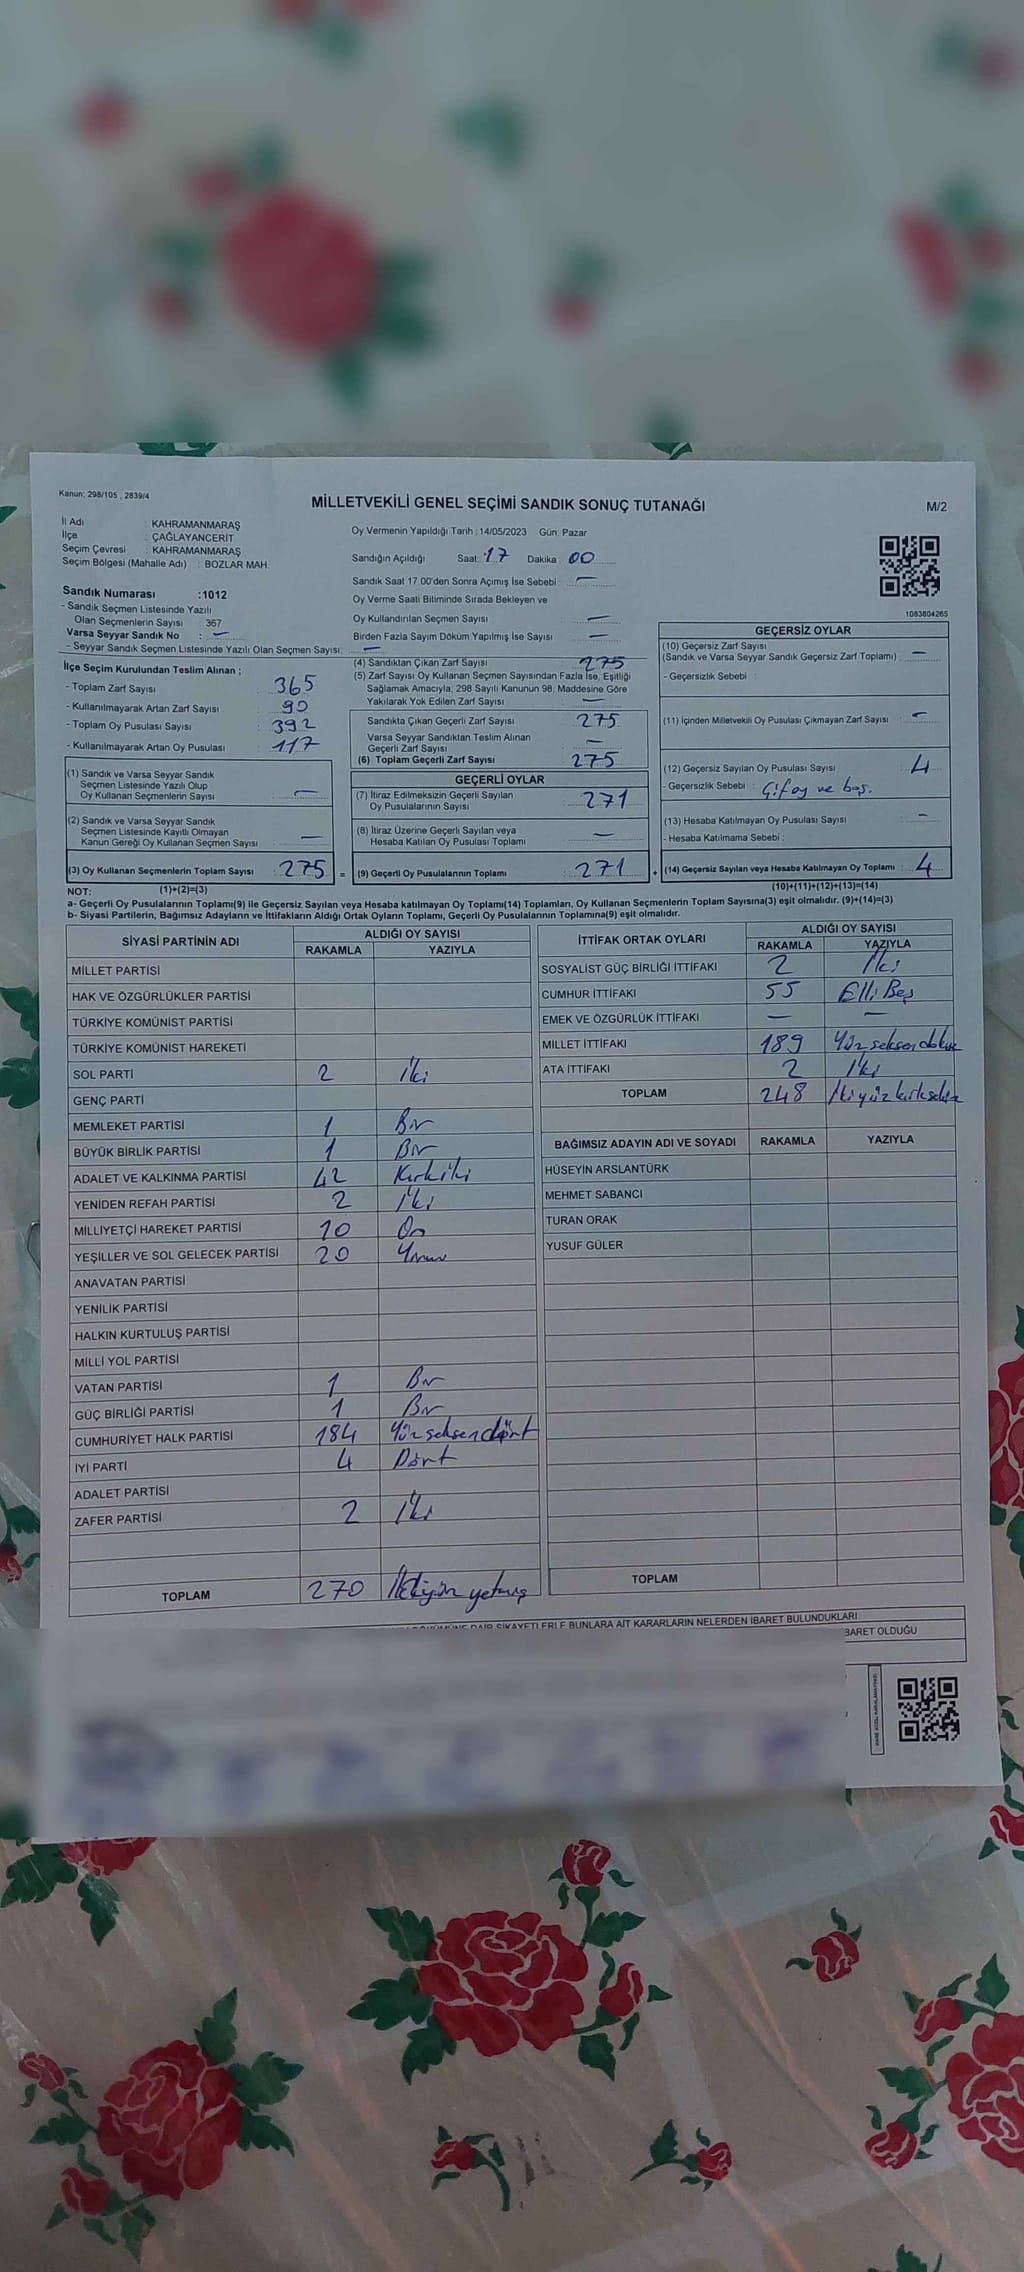 Kanun; 298/105 , 2839/4
MİLLETVEKİLİ GENEL SEÇİMİ SANDIK SONUÇ TUTANAĞI
M/2
İl Adı : KAHRAMANMARAŞ
İlçe : ÇAĞLAYANCERİT
Seçim Çevresi : KAHRAMANMARAŞ
Seçim Bölgesi (Mahalle Adı) : BOZLAR MAH.
Oy Vermenin Yapıldığı Tarih : 14/05/2023 Gün: Pazar
Sandığın Açıldığı Saat: 17 Dakika 00
Sandık Saat 17.00'den Sonra Açımış İse Sebebi : —
Oy Verme Saati Bitiminde Sırada Bekleyen ve
Oy Kullandırılan Seçmen Sayısı —
Birden Fazla Sayım Döküm Yapılmış İse Sayısı —
1083804265
Sandık Numarası :1012
- Sandık Seçmen Listesinde Yazılı
Olan Seçmenlerin Sayısı : 367
Varsa Seyyar Sandık No : —
- Seyyar Sandık Seçmen Listesinde Yazılı Olan Seçmen Sayısı: —
İlçe Seçim Kurulundan Teslim Alınan ;
- Toplam Zarf Sayısı : 365
- Kullanılmayarak Artan Zarf Sayısı : 90
- Toplam Oy Pusulası Sayısı : 392
- Kullanılmayarak Artan Oy Pusulası : 117
(1) Sandık ve Varsa Seyyar Sandık
Seçmen Listesinde Yazılı Olup
Oy Kullanan Seçmenlerin Sayısı : —
(2) Sandık ve Varsa Seyyar Sandık
Seçmen Listesinde Kayıtlı Olmayan
Kanun Gereği Oy Kullanan Seçmen Sayısı : —
(3) Oy Kullanan Seçmenlerin Toplam Sayısı : 275 =
(1)+(2)=(3)
(4) Sandıktan Çıkan Zarf Sayısı : 275
(5) Zarf Sayısı Oy Kullanan Seçmen Sayısından Fazla İse, Eşitliği
Sağlamak Amacıyla, 298 Sayılı Kanunun 98. Maddesine Göre
Yakılarak Yok Edilen Zarf Sayısı : —
Sandıkta Çıkan Geçerli Zarf Sayısı 275
Varsa Seyyar Sandıktan Teslim Alınan
Geçerli Zarf Sayısı —
(6) Toplam Geçerli Zarf Sayısı : 275
GEÇERLİ OYLAR
(7) İtiraz Edilmeksizin Geçerli Sayılan
Oy Pusulalarının Sayısı : 271
(8) İtiraz Üzerine Geçerli Sayılan veya
Hesaba Katılan Oy Pusulası Toplamı : —
(9) Geçerli Oy Pusulalarının Toplamı : 271 +
GEÇERSİZ OYLAR
(10) Geçersiz Zarf Sayısı
(Sandık ve Varsa Seyyar Sandık Geçersiz Zarf Toplamı) : —
- Geçersizlik Sebebi :
(11) İçinden Milletvekili Oy Pusulası Çıkmayan Zarf Sayısı : —
(12) Geçersiz Sayılan Oy Pusulası Sayısı : 4
- Geçersizlik Sebebi : Çift oy ve boş.
(13) Hesaba Katılmayan Oy Pusulası Sayısı : —
- Hesaba Katılmama Sebebi :
(14) Geçersiz Sayılan veya Hesaba Katılmayan Oy Toplamı : 4
(10)+(11)+(12)+(13)=(14)
NOT:
a- Geçerli Oy Pusulalarının Toplamı(9) ile Geçersiz Sayılan veya Hesaba katılmayan Oy Toplamı(14) Toplamları, Oy Kullanan Seçmenlerin Toplam Sayısına(3) eşit olmalıdır. (9)+(14)=(3)
b- Siyasi Partilerin, Bağımsız Adayların ve İttifakların Aldığı Ortak Oyların Toplamı, Geçerli Oy Pusulalarının Toplamına(9) eşit olmalıdır.
SİYASİ PARTİNİN ADI ALDIĞI OY SAYISI
RAKAMLA YAZIYLA
MİLLET PARTİSİ
HAK VE ÖZGÜRLÜKLER PARTİSİ
TÜRKİYE KOMÜNİST PARTİSİ
TÜRKİYE KOMÜNİST HAREKETİ
SOL PARTİ 2 İki
GENÇ PARTİ
MEMLEKET PARTİSİ 1 Bir
BÜYÜK BİRLİK PARTİSİ 1 Bir
ADALET VE KALKINMA PARTİSİ 42 Kırkiki
YENİDEN REFAH PARTİSİ 2 İki
MİLLİYETÇİ HAREKET PARTİSİ 10 On
YEŞİLLER VE SOL GELECEK PARTİSİ 20 Yirmi
ANAVATAN PARTİSİ
YENİLİK PARTİSİ
HALKIN KURTULUŞ PARTİSİ
MİLLİ YOL PARTİSİ
VATAN PARTİSİ 1 Bir
GÜÇ BİRLİĞİ PARTİSİ 1 Bir
CUMHURİYET HALK PARTİSİ 184 Yüzseksendört
İYİ PARTİ 4 Dört
ADALET PARTİSİ
ZAFER PARTİSİ 2 İki
TOPLAM 270 İkiyüz yetmiş
İTTİFAK ORTAK OYLARI ALDIĞI OY SAYISI
RAKAMLA YAZIYLA
SOSYALİST GÜÇ BİRLİĞİ İTTİFAKI 2 İki
CUMHUR İTTİFAKI 55 Elli Beş
EMEK VE ÖZGÜRLÜK İTTİFAKI — —
MİLLET İTTİFAKI 189 Yüzseksendokuz
ATA İTTİFAKI 2 İki
TOPLAM 248 İkiyüzkırksekiz
BAĞIMSIZ ADAYIN ADI VE SOYADI RAKAMLA YAZIYLA
HÜSEYİN ARSLANTÜRK
MEHMET SABANCI
TURAN ORAK
YUSUF GÜLER
TOPLAM
DAİR ŞİKAYETLERLE BUNLARA AİT KARARLARIN NELERDEN İBARET BULUNDUKLARI
BARET OLDUĞU